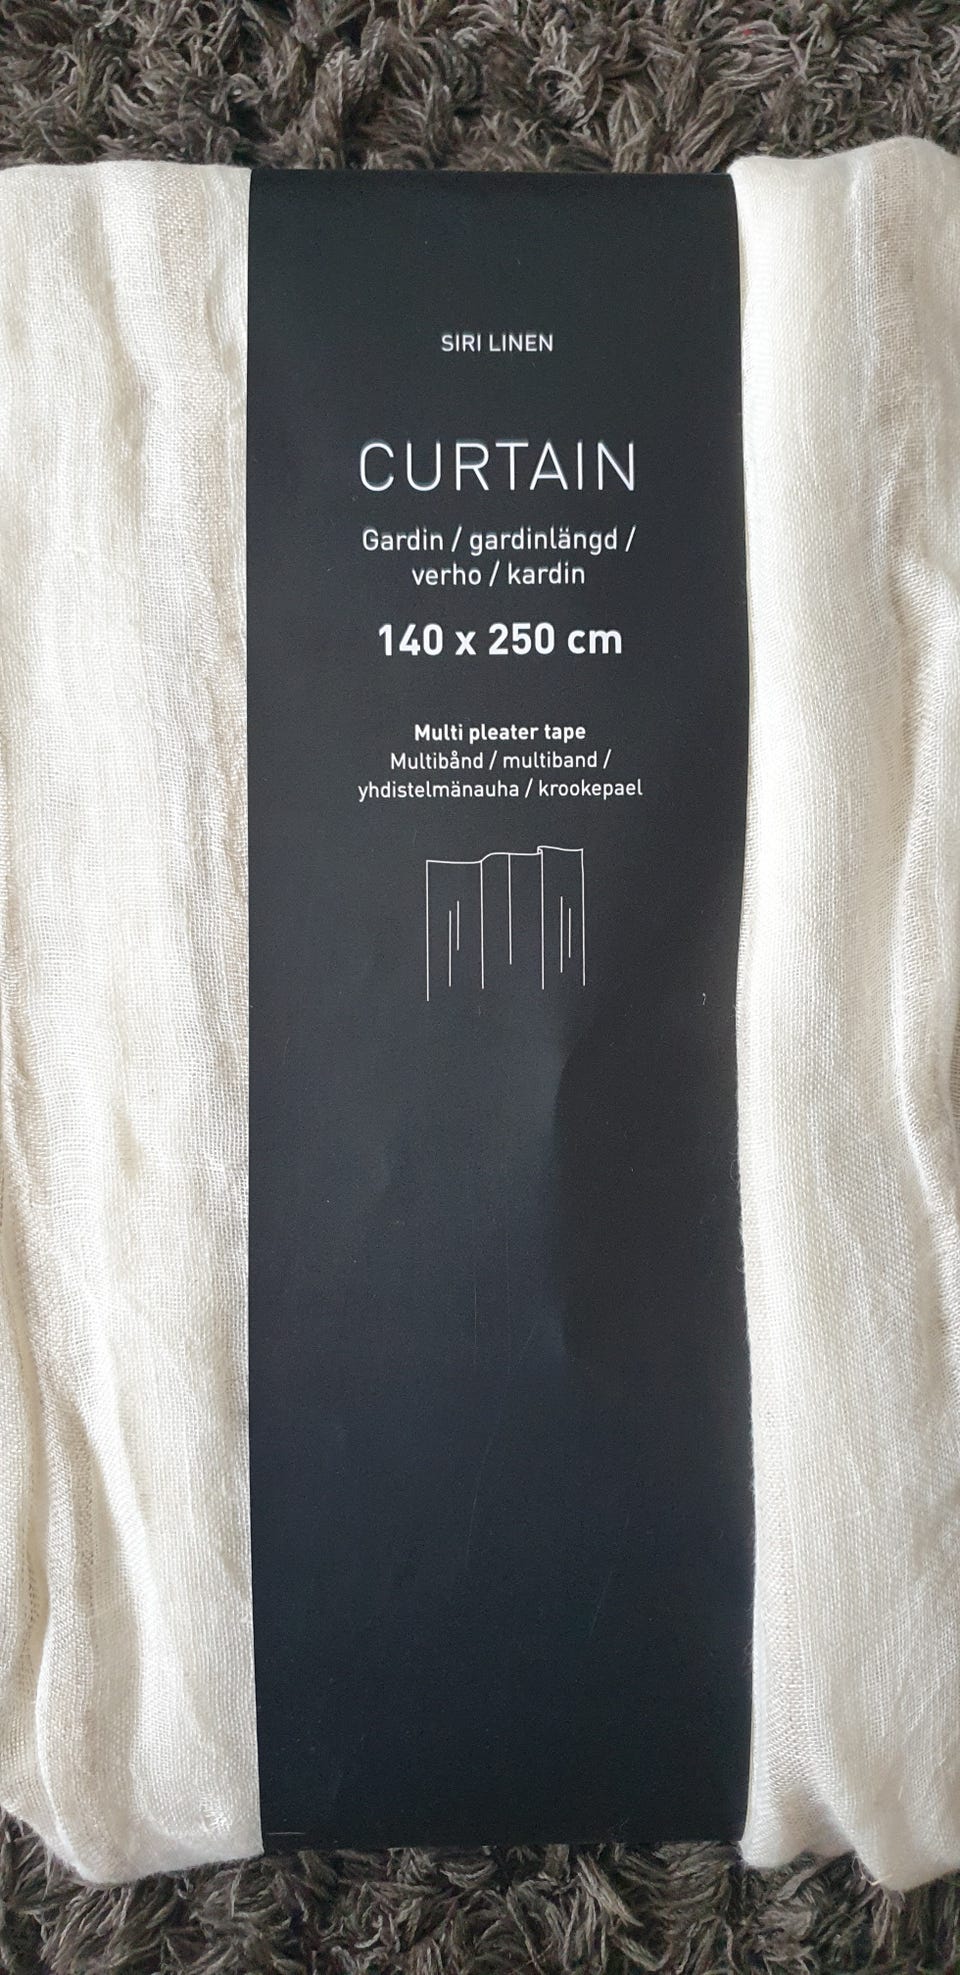 SIRI LINEN
CURTAIN
Gardin / gardinlängd /
verho / kardin
140 x 250 cm
Multi pleater tape
Multibånd / multiband /
yhdistelmänauha / krookepael